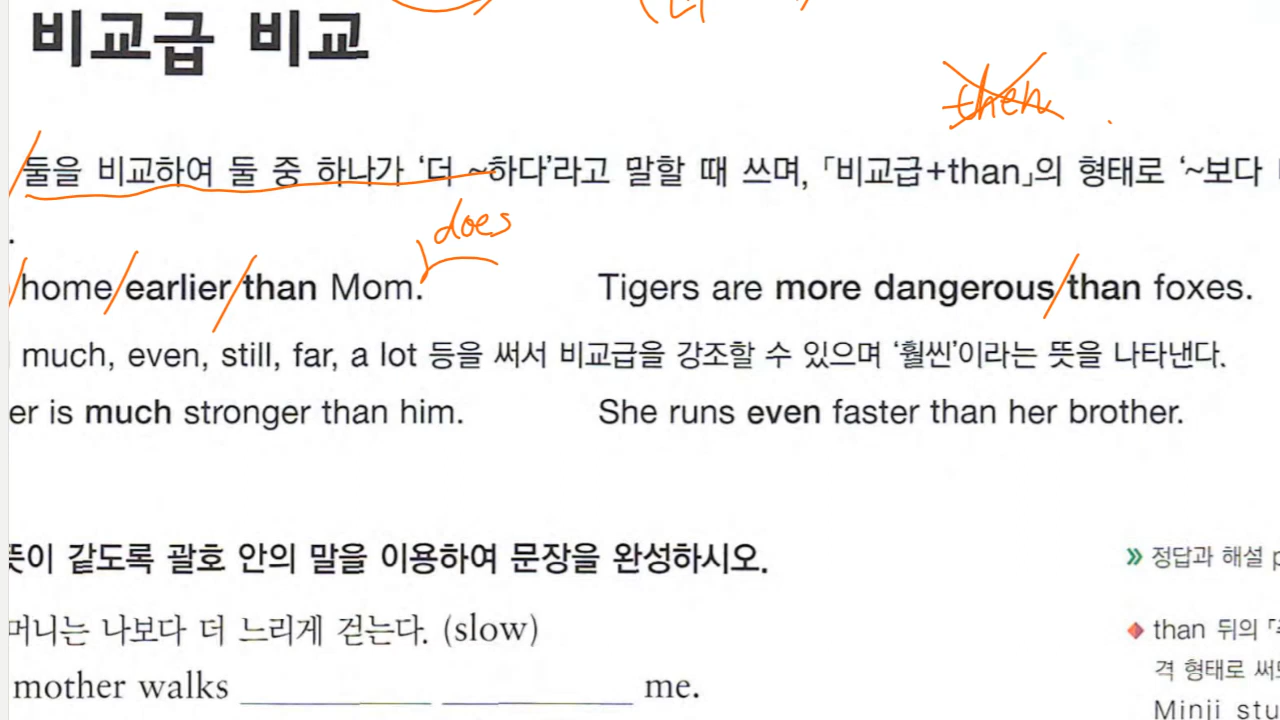 비교급 비교
then
둘을 비교하여 둘 중 하나가 ‘더 ~하다’라고 말할 때 쓰며, 「비교급+than」의 형태로 ‘~보다
does
home earlier than Mom. Tigers are more dangerous than foxes.
much, even, still, far, a lot 등을 써서 비교급을 강조할 수 있으며 ‘훨씬’이라는 뜻을 나타낸다.
er is much stronger than him. She runs even faster than her brother.
뜻이 같도록 괄호 안의 말을 이용하여 문장을 완성하시오.
정답과 해설 p
머니는 나보다 더 느리게 걷는다. (slow)
mother walks me.
than 뒤의
격 형태로 써도
Minji stu